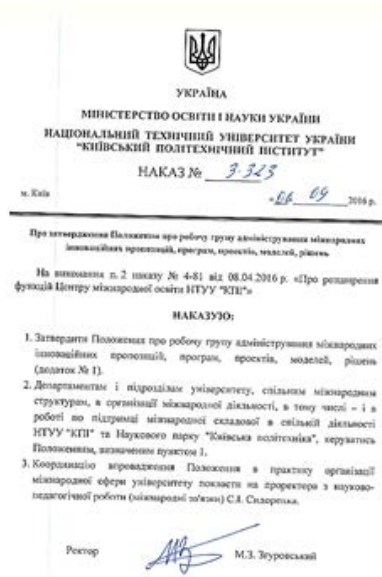 УКРАЇНА
МІНІСТЕРСТВО ОСВІТИ І НАУКИ УКРАЇНИ
НАЦІОНАЛЬНИЙ ТЕХНІЧНИЙ УНІВЕРСИТЕТ УКРАЇНИ
"КИЇВСЬКИЙ ПОЛІТЕХНІЧНИЙ ІНСТИТУТ"
НАКАЗ № 3-323
м. Київ «06» 09 2016 р.
Про затвердження Положення про робочу групу адміністрування міжнародних
інноваційних пропозицій, програм, проектів, моделей, рішень
На виконання п. 2 наказу № 4-81 від 08.04.2016 р. «Про розширення
функцій Центру міжнародної освіти НТУУ "КПІ"»
НАКАЗУЮ:
1. Затвердити Положення про робочу групу адміністрування міжнародних
інноваційних пропозицій, програм, проектів, моделей, рішень
(додаток № 1).
2. Департаментам і підрозділам університету, спільним міжнародним
структурам, в організації міжнародної діяльності, в тому числі – і в
роботі по підтримці міжнародної складової в спільній діяльності
НТУУ "КПІ" та Наукового парку "Київська політехніка", керуватись
Положенням, визначеним пунктом 1.
3. Координацію впровадження Положення в практику організації
міжнародної сфери університету покласти на проректора з науково-
педагогічної роботи (міжнародні зв'язки) С.І. Сидоренка.
Ректор М.З. Згуровський